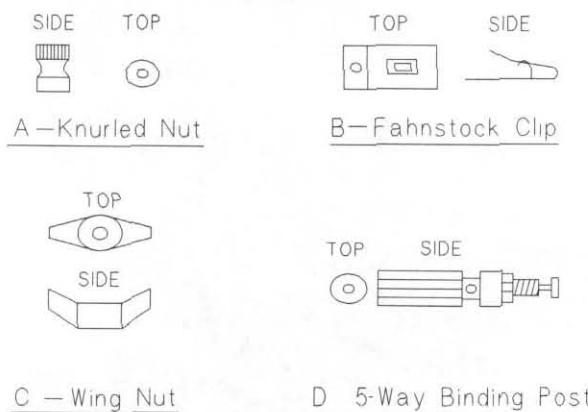 SIDE TOP
A—Knurled Nut
TOP SIDE
B—Fahnstock Clip
TOP
SIDE
C — Wing Nut
TOP SIDE
D 5-Way Binding Post